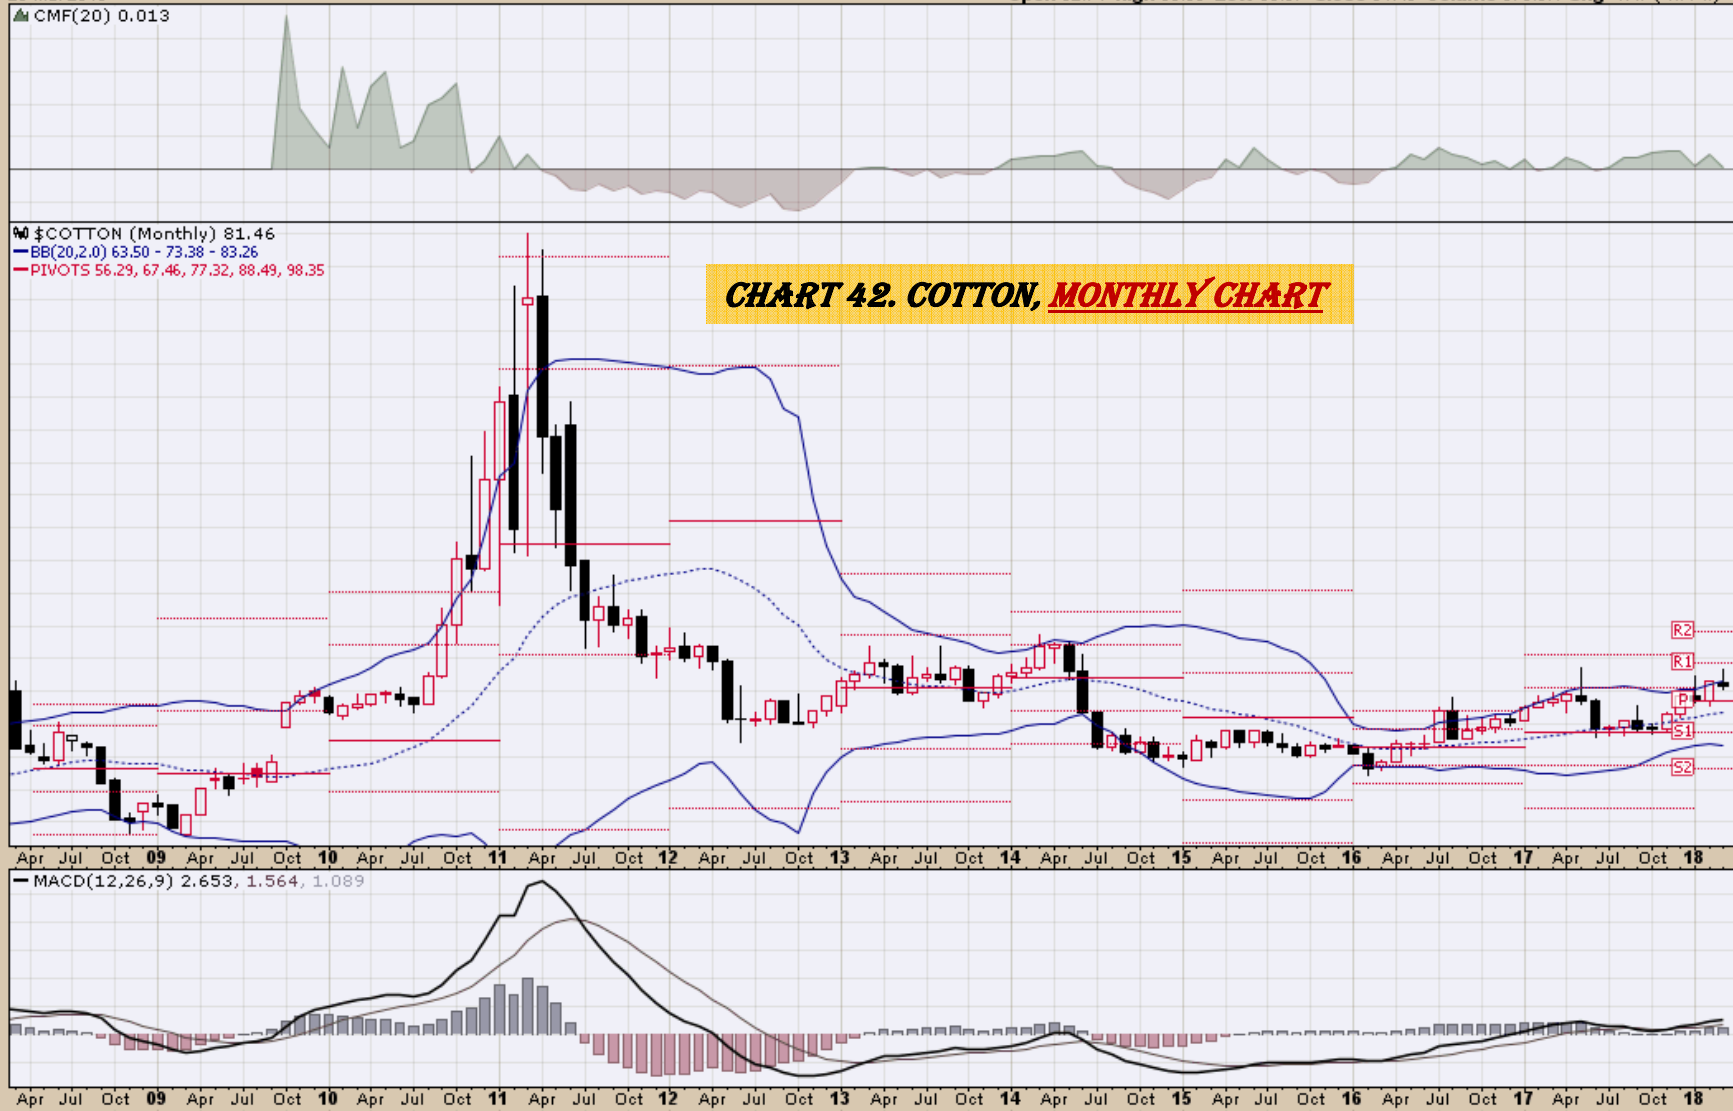 CMF(20) 0.013
$COTTON (Monthly) 81.46
BB(20,2.0) 63.50 - 73.38 - 83.26
PIVOTS 56.29, 67.46, 77.32, 88.49, 98.35
CHART 42. COTTON, MONTHLY CHART
R2
R1
P
S1
S2
Apr Jul Oct 09 Apr Jul Oct 10 Apr Jul Oct 11 Apr Jul Oct 12 Apr Jul Oct 13 Apr Jul Oct 14 Apr Jul Oct 15 Apr Jul Oct 16 Apr Jul Oct 17 Apr Jul Oct 18
MACD(12,26,9) 2.653, 1.564, 1.089
Apr Jul Oct 09 Apr Jul Oct 10 Apr Jul Oct 11 Apr Jul Oct 12 Apr Jul Oct 13 Apr Jul Oct 14 Apr Jul Oct 15 Apr Jul Oct 16 Apr Jul Oct 17 Apr Jul Oct 18